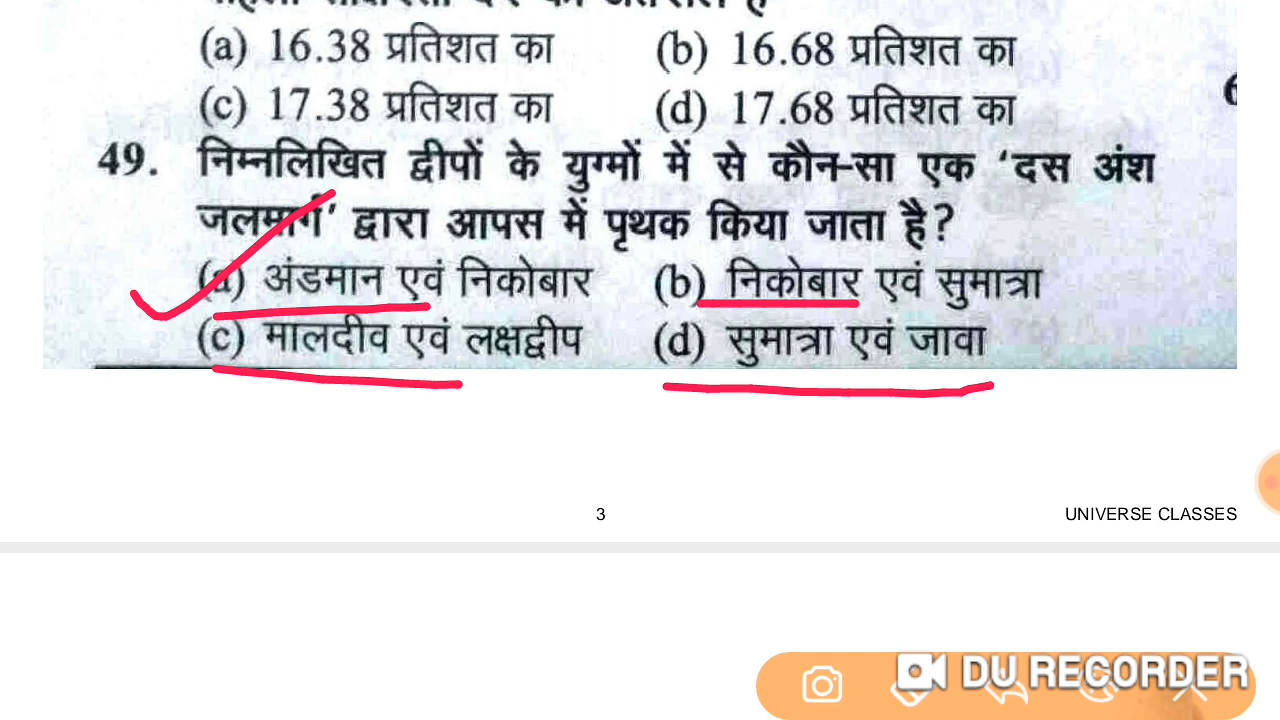 (a) 16.38 प्रतिशत का (b) 16.68 प्रतिशत का
(c) 17.38 प्रतिशत का (d) 17.68 प्रतिशत का
49. निम्नलिखित द्वीपों के युग्मों में से कौन-सा एक ‘दस अंश
जलमार्ग’ द्वारा आपस में पृथक किया जाता है?
(a) अंडमान एवं निकोबार (b) निकोबार एवं सुमात्रा
(c) मालदीव एवं लक्षद्वीप (d) सुमात्रा एवं जावा
3 UNIVERSE CLASSES
DU RECORDER